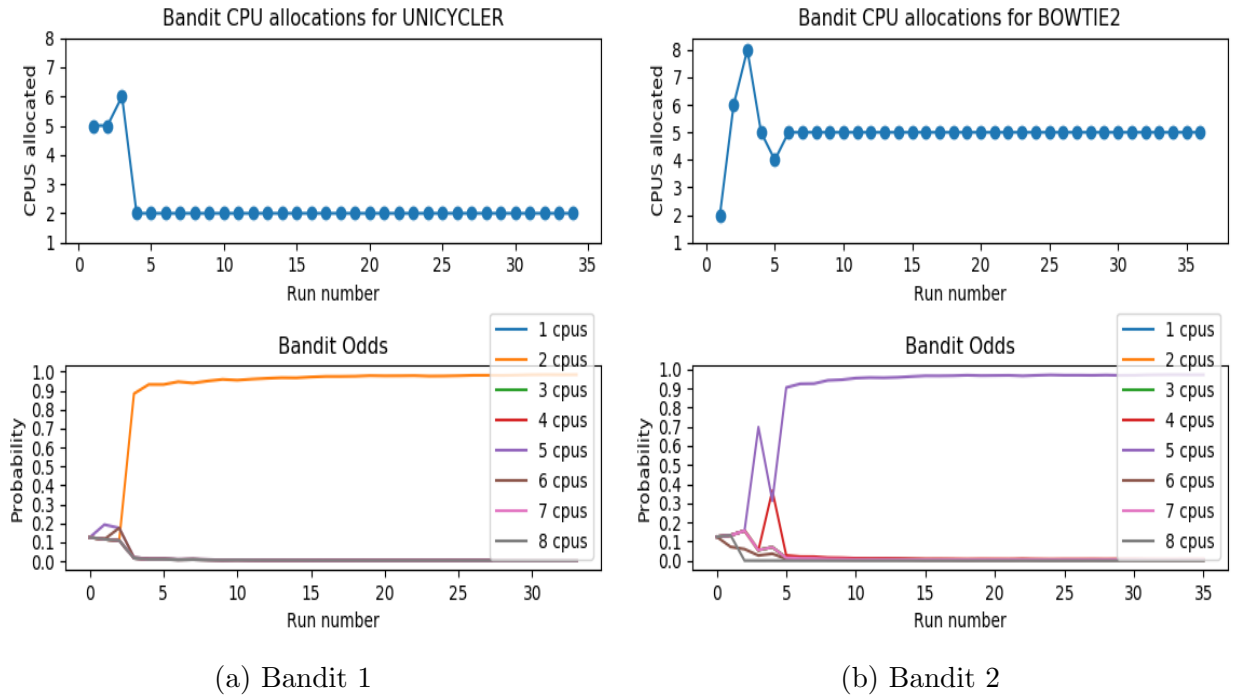 Bandit CPU allocations for UNICYCLER
8
7
6
5
4
3
2
1
CPUS allocated
0 5 10 15 20 25 30 35
Run number
Bandit Odds
1.0
0.9
0.8
0.7
0.6
0.5
0.4
0.3
0.2
0.1
0.0
Probability
0 5 10 15 20 25 30
Run number
1 cpus
2 cpus
3 cpus
4 cpus
5 cpus
6 cpus
7 cpus
8 cpus
(a) Bandit 1
Bandit CPU allocations for BOWTIE2
8
7
6
5
4
3
2
1
CPUS allocated
0 5 10 15 20 25 30 35
Run number
Bandit Odds
1.0
0.9
0.8
0.7
0.6
0.5
0.4
0.3
0.2
0.1
0.0
Probability
0 5 10 15 20 25 30 35
Run number
1 cpus
2 cpus
3 cpus
4 cpus
5 cpus
6 cpus
7 cpus
8 cpus
(b) Bandit 2